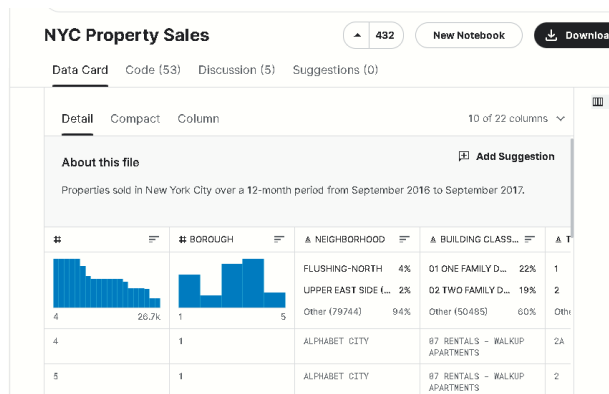 NYC Property Sales
432
New Notebook
Data Card Code (53) Discussion (5) Suggestions (0)
Detail Compact Column
10 of 22 columns
About this file
Add Suggestion
Properties sold in New York City over a 12-month period from September 2016 to September 2017.
# # BOROUGH NEIGHBORHOOD BUILDING CLASS... T
FLUSHING-NORTH 4% 01 ONE FAMILY D... 22% 1
UPPER EAST SIDE (... 2% 02 TWO FAMILY D... 19% 2
Other (79744) 94% Other (50485) 60%
4 26.7k 1 5
4 1 ALPHABET CITY 07 RENTALS - WALKUP APARTMENTS 2A
5 1 ALPHABET CITY 07 RENTALS - WALKUP APARTMENTS 2